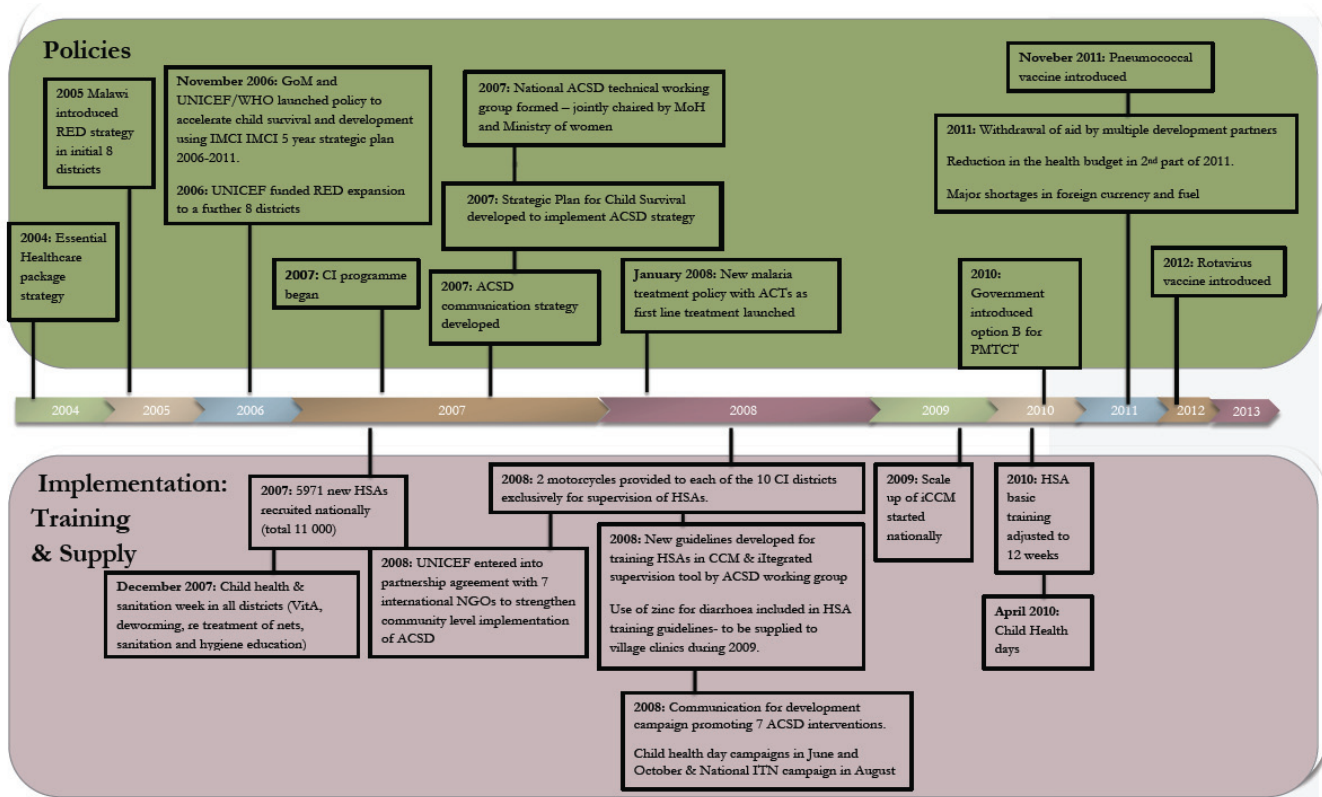 Policies
2005 Malawi
introduced
RED strategy
in initial 8
districts
November 2006: GoM and
UNICEF/WHO launched policy to
accelerate child survival and development
using IMCI IMCI 5 year strategic plan
2006-2011.
2006: UNICEF funded RED expansion
to a further 8 districts
2007: National ACSD technical working
group formed – jointly chaired by MoH
and Ministry of women
Noveber 2011: Pneumococcal
vaccine introduced
2011: Withdrawal of aid by multiple development partners
Reduction in the health budget in 2nd part of 2011.
Major shortages in foreign currency and fuel
2007: Strategic Plan for Child Survival
developed to implement ACSD strategy
2004: Essential
Healthcare
package
strategy
2007: CI programme
began
2007: ACSD
communication strategy
developed
January 2008: New malaria
treatment policy with ACTs as
first line treatment launched
2010:
Government
introduced
option B for
PMTCT
2012: Rotavirus
vaccine introduced
2004 2005 2006 2007 2008 2009 2010 2011 2012 2013
Implementation:
Training
& Supply
2007: 5971 new HSAs
recruited nationally
(total 11 000)
December 2007: Child health &
sanitation week in all districts (VitA,
deworming, re treatment of nets,
sanitation and hygiene education)
2008: 2 motorcycles provided to each of the 10 CI districts
exclusively for supervision of HSAs.
2008: UNICEF entered into
partnership agreement with 7
international NGOs to strengthen
community level implementation
of ACSD
2008: New guidelines developed for
training HSAs in CCM & iItegrated
supervision tool by ACSD working group
Use of zinc for diarrhoea included in HSA
training guidelines- to be supplied to
village clinics during 2009.
2008: Communication for development
campaign promoting 7 ACSD interventions.
Child health day campaigns in June and
October & National ITN campaign in August
2009: Scale
up of iCCM
started
nationally
2010: HSA
basic
training
adjusted to
12 weeks
April 2010:
Child Health
days